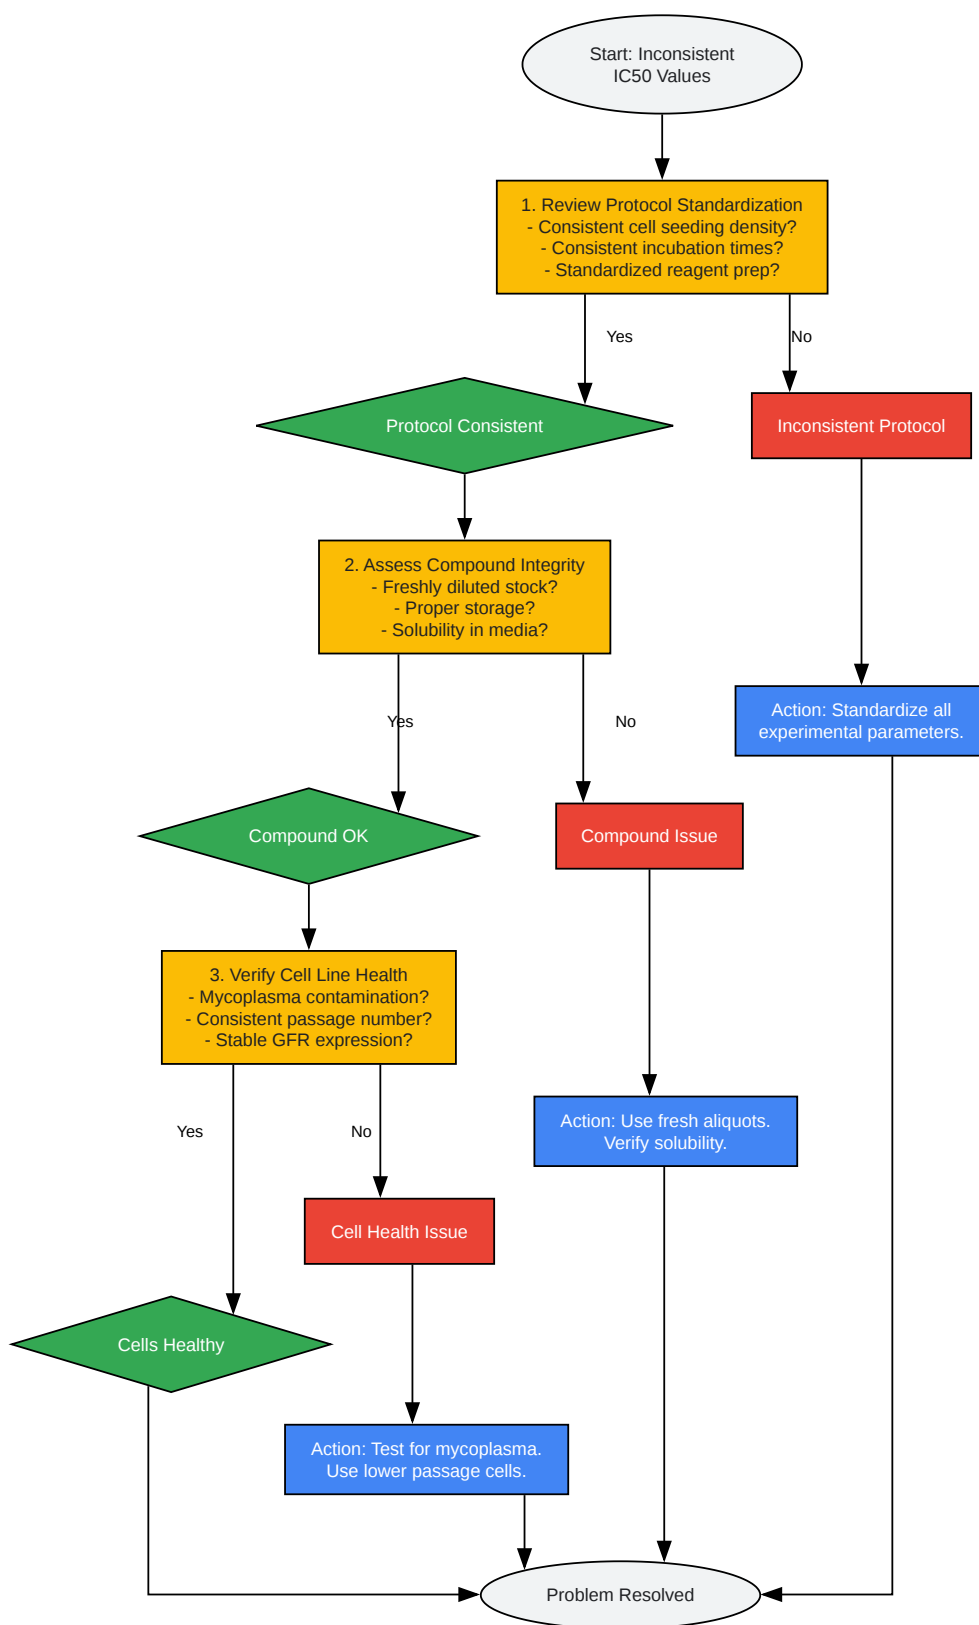 Start: Inconsistent
IC50 Values
1. Review Protocol Standardization
- Consistent cell seeding density?
- Consistent incubation times?
- Standardized reagent prep?
Yes
No
Protocol Consistent
Inconsistent Protocol
2. Assess Compound Integrity
- Freshly diluted stock?
- Proper storage?
- Solubility in media?
Action: Standardize all
experimental parameters.
Yes
No
Compound OK
Compound Issue
3. Verify Cell Line Health
- Mycoplasma contamination?
- Consistent passage number?
- Stable GFR expression?
Yes
No
Action: Use fresh aliquots.
Verify solubility.
Cell Health Issue
Cells Healthy
Action: Test for mycoplasma.
Use lower passage cells.
Problem Resolved